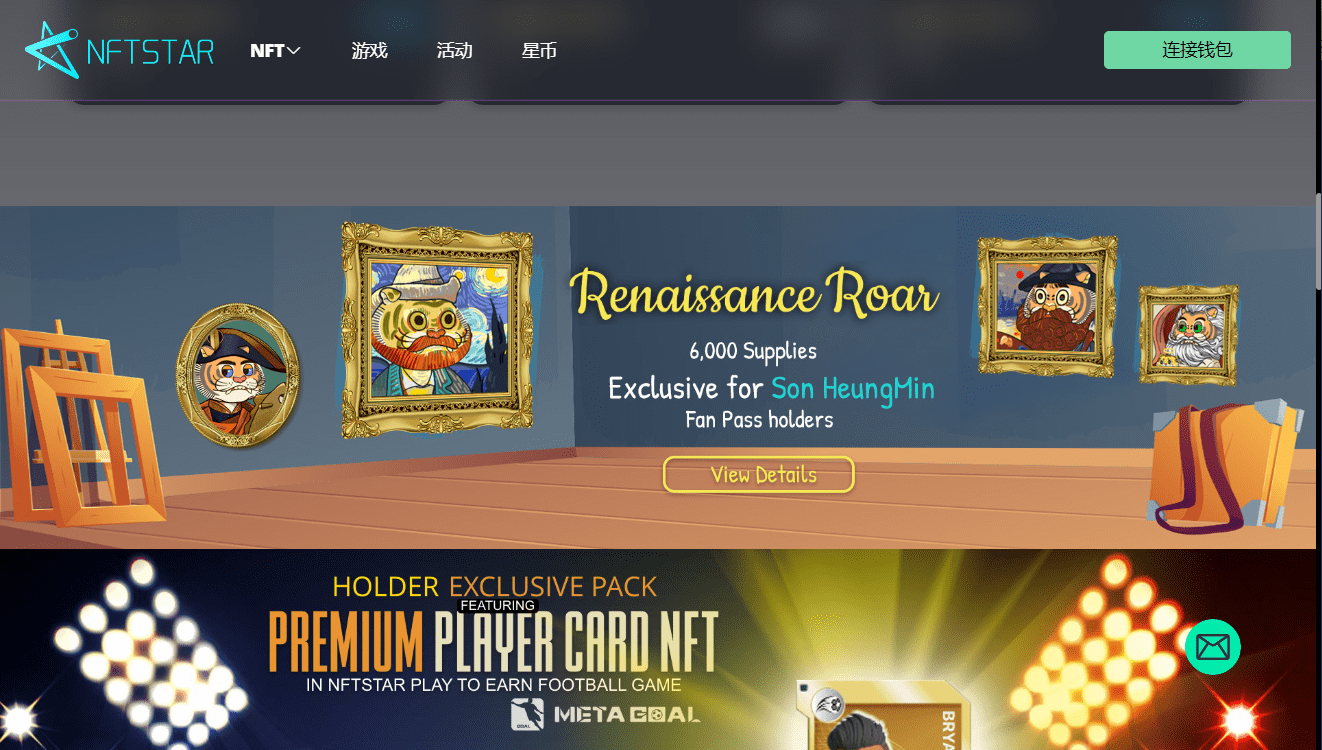 NFTSTAR NFT 游戏 活动 星币 连接钱包
Renaissance Roar
6,000 Supplies
Exclusive for Son HeungMin
Fan Pass holders
View Details
HOLDER EXCLUSIVE PACK
FEATURING
PREMIUM PLAYER CARD NFT
IN NFTSTAR PLAY TO EARN FOOTBALL GAME
GOAL METAGOAL